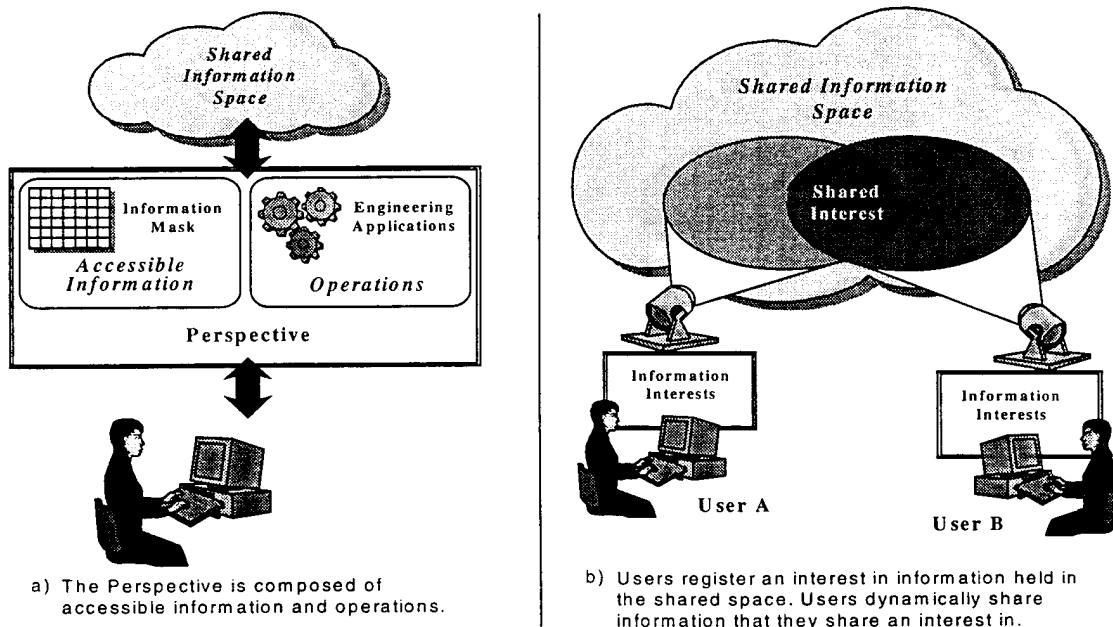 Shared
Information
Space
Information
Mask
Accessible
Information
Engineering
Applications
Operations
Perspective
a) The Perspective is composed of
accessible information and operations.
Shared Information
Space
Shared
Interest
Information
Interests
User A
Information
Interests
User B
b) Users register an interest in information held in
the shared space. Users dynamically share
information that they share an interest in.